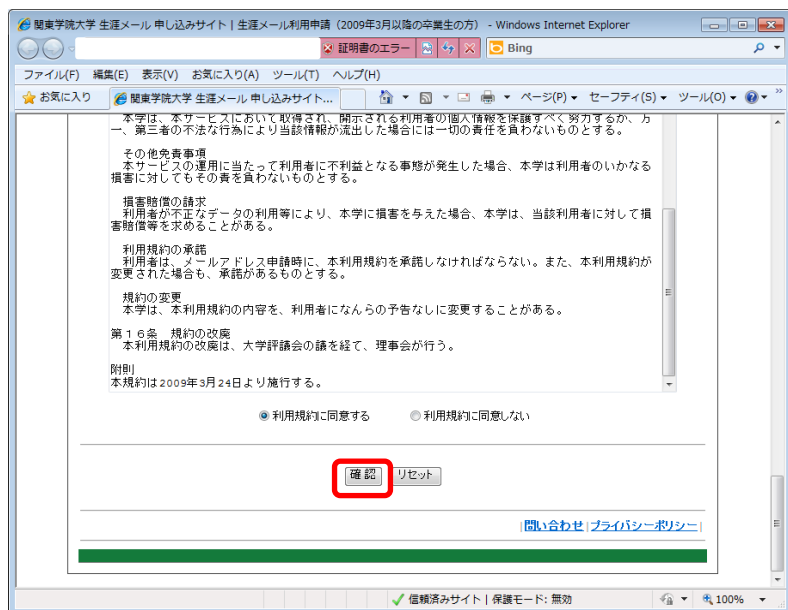 関東学院大学 生涯メール 申し込みサイト | 生涯メール利用申請（2009年3月以降の卒業生の方） - Windows Internet Explorer
証明書のエラー
Bing
ファイル(F) 編集(E) 表示(V) お気に入り(A) ツール(T) ヘルプ(H)
お気に入り 関東学院大学 生涯メール 申し込みサイト... ページ(P) セーフティ(S) ツール(O)
本学は、本サービスにおいて取得され、開示される利用者の個人情報を保護すべく努力するが、万
一、第三者の不法な行為により当該情報が流出した場合には一切の責任を負わないものとする。
その他免責事項
本サービスの運用に当たって利用者に不利益となる事態が発生した場合、本学は利用者のいかなる
損害に対してもその責を負わないものとする。
損害賠償の請求
利用者が不正なデータの利用等により、本学に損害を与えた場合、本学は、当該利用者に対して損
害賠償等を求めることがある。
利用規約の承諾
利用者は、メールアドレス申請時に、本利用規約を承諾しなければならない。また、本利用規約が
変更された場合も、承諾があるものとする。
規約の変更
本学は、本利用規約の内容を、利用者になんらの予告なしに変更することがある。
第１６条 規約の改廃
本利用規約の改廃は、大学評議会の議を経て、理事会が行う。
附則
本規約は2009年3月24日より施行する。
利用規約に同意する 利用規約に同意しない
確認 リセット
|問い合わせ|プライバシーポリシー|
信頼済みサイト | 保護モード: 無効 100%